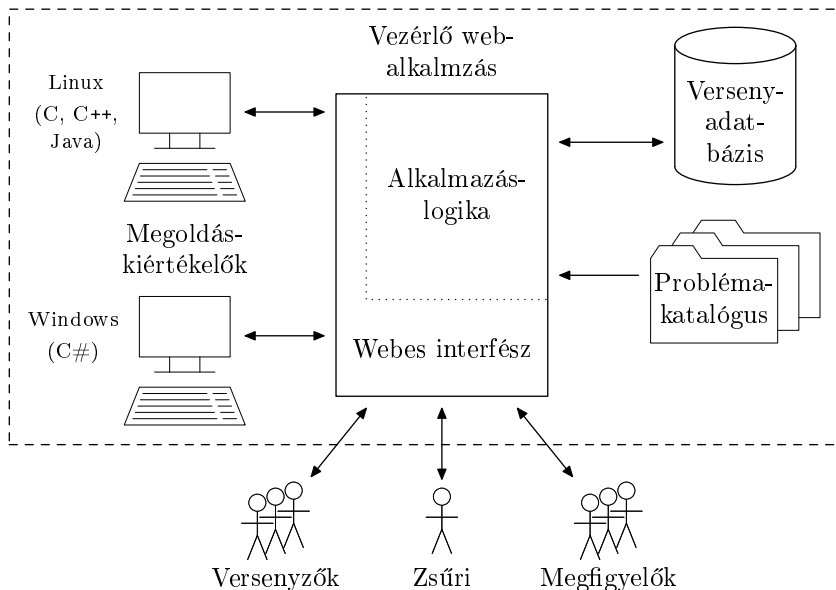 Vezérlő web-
alkalmzás
Linux
(C, C++,
Java)
Verseny-
adat-
bázis
Alkalmazás-
logika
Megoldás-
kiértékelők
Probléma-
katalógus
Windows
(C#)
Webes interfész
Versenyzők
Zsűri
Megfigyelők